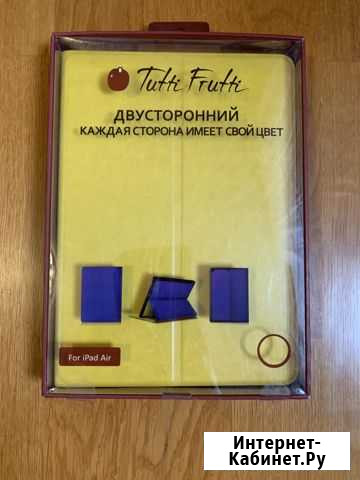 Tutti Frutti
ДВУСТОРОННИЙ
КАЖДАЯ СТОРОНА ИМЕЕТ СВОЙ ЦВЕТ
For iPad Air
Интернет-
Кабинет.Ру